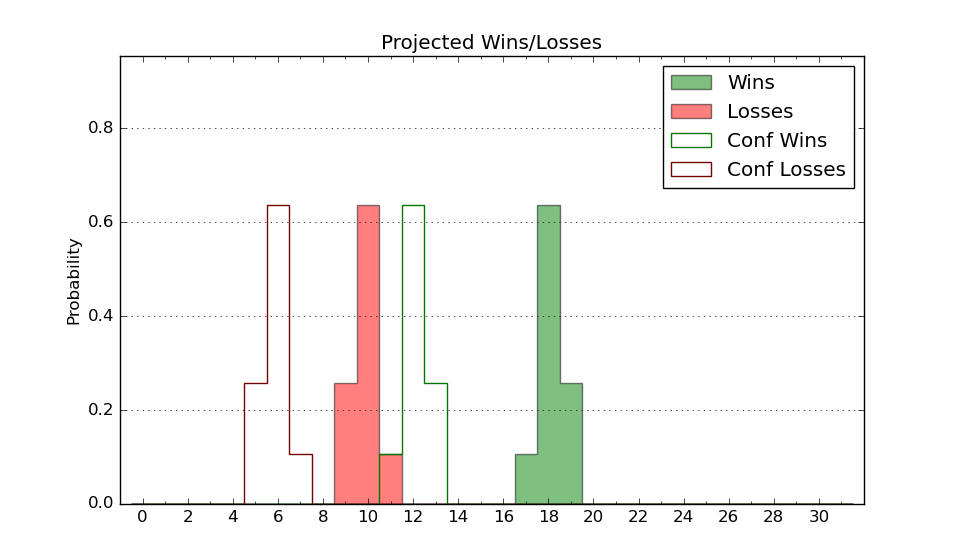 Projected Wins/Losses
Wins
Losses
Conf Wins
Conf Losses
Probability
0.8
0.6
0.4
0.2
0.0
0 2 4 6 8 10 12 14 16 18 20 22 24 26 28 30